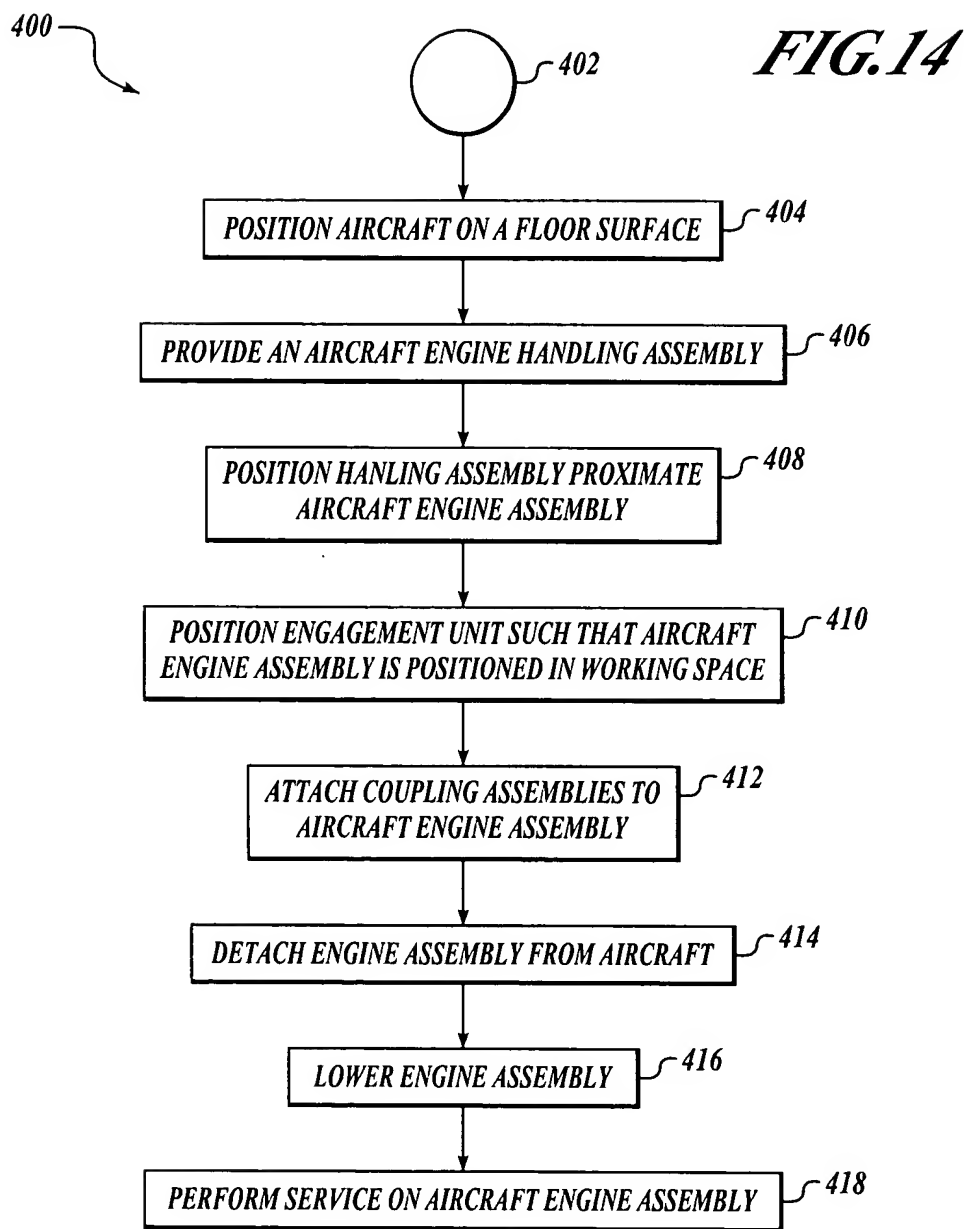 400
402
FIG.14
POSITION AIRCRAFT ON A FLOOR SURFACE
404
PROVIDE AN AIRCRAFT ENGINE HANDLING ASSEMBLY
406
POSITION HANLING ASSEMBLY PROXIMATE
AIRCRAFT ENGINE ASSEMBLY
408
POSITION ENGAGEMENT UNIT SUCH THAT AIRCRAFT
ENGINE ASSEMBLY IS POSITIONED IN WORKING SPACE
410
ATTACH COUPLING ASSEMBLIES TO
AIRCRAFT ENGINE ASSEMBLY
412
DETACH ENGINE ASSEMBLY FROM AIRCRAFT
414
LOWER ENGINE ASSEMBLY
416
PERFORM SERVICE ON AIRCRAFT ENGINE ASSEMBLY
418